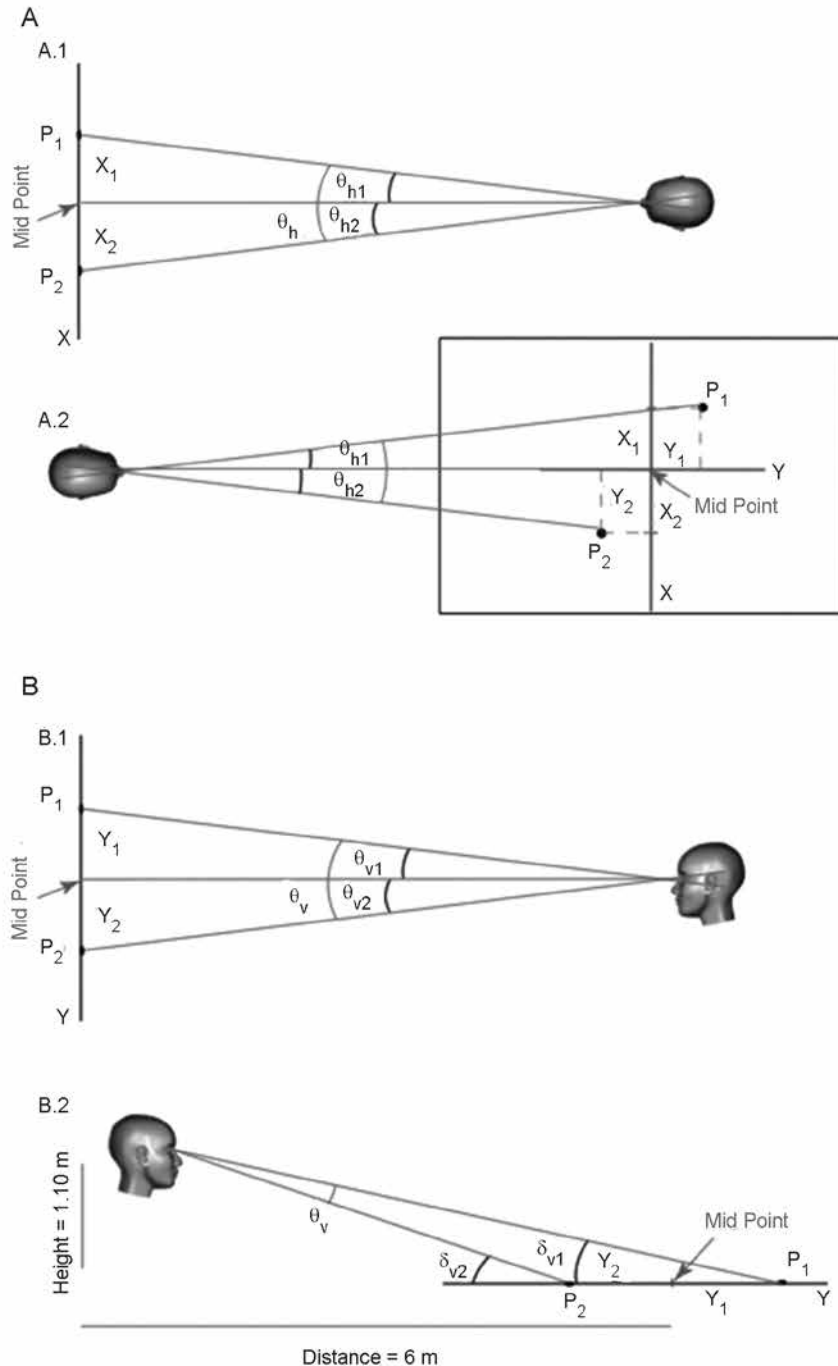 A
A.1
P1
X1
Mid Point
θh1
θh
θh2
X2
P2
X
A.2
P1
θh1
X1
Y1
Y
θh2
Y2
X2
Mid Point
P2
X
B
B.1
P1
Y1
Mid Point
θv1
θv
θv2
Y2
P2
Y
B.2
Height = 1.10 m
θv
Mid Point
δv2
δv1
Y2
P1
P2
Y1
Y
Distance = 6 m